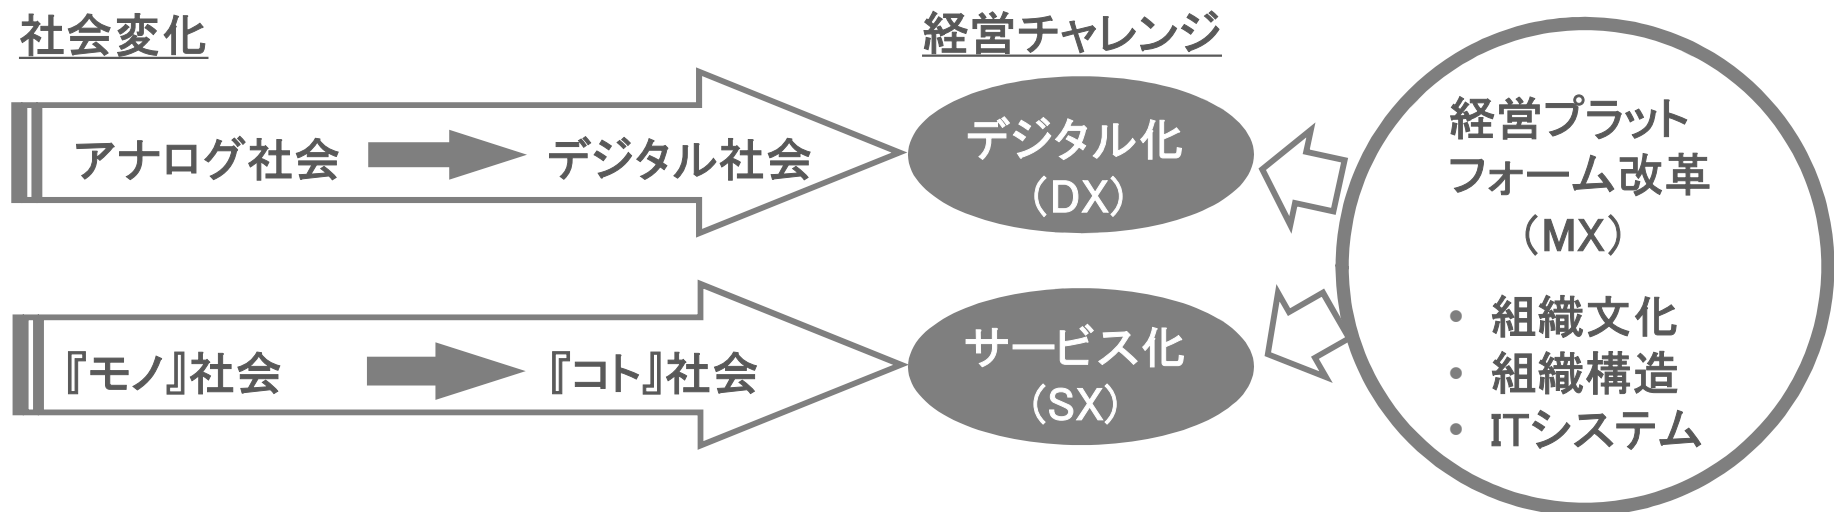 社会変化
経営チャレンジ
アナログ社会
デジタル社会
デジタル化
（DX）
『モノ』社会
『コト』社会
サービス化
（SX）
経営プラット
フォーム改革
（MX）
• 組織文化
• 組織構造
• ITシステム